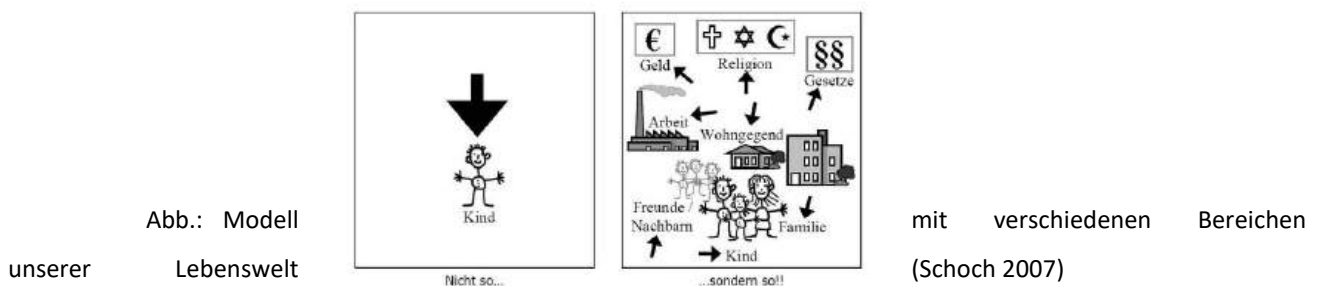 €
Geld
Religion
§§
Gesetze
Arbeit
Wohngegend
Freunde /
Nachbarn
Familie
Kind
Kind
Abb.: Modell mit verschiedenen Bereichen
unserer Lebenswelt (Schoch 2007)
Nicht so...
...sondern so!!